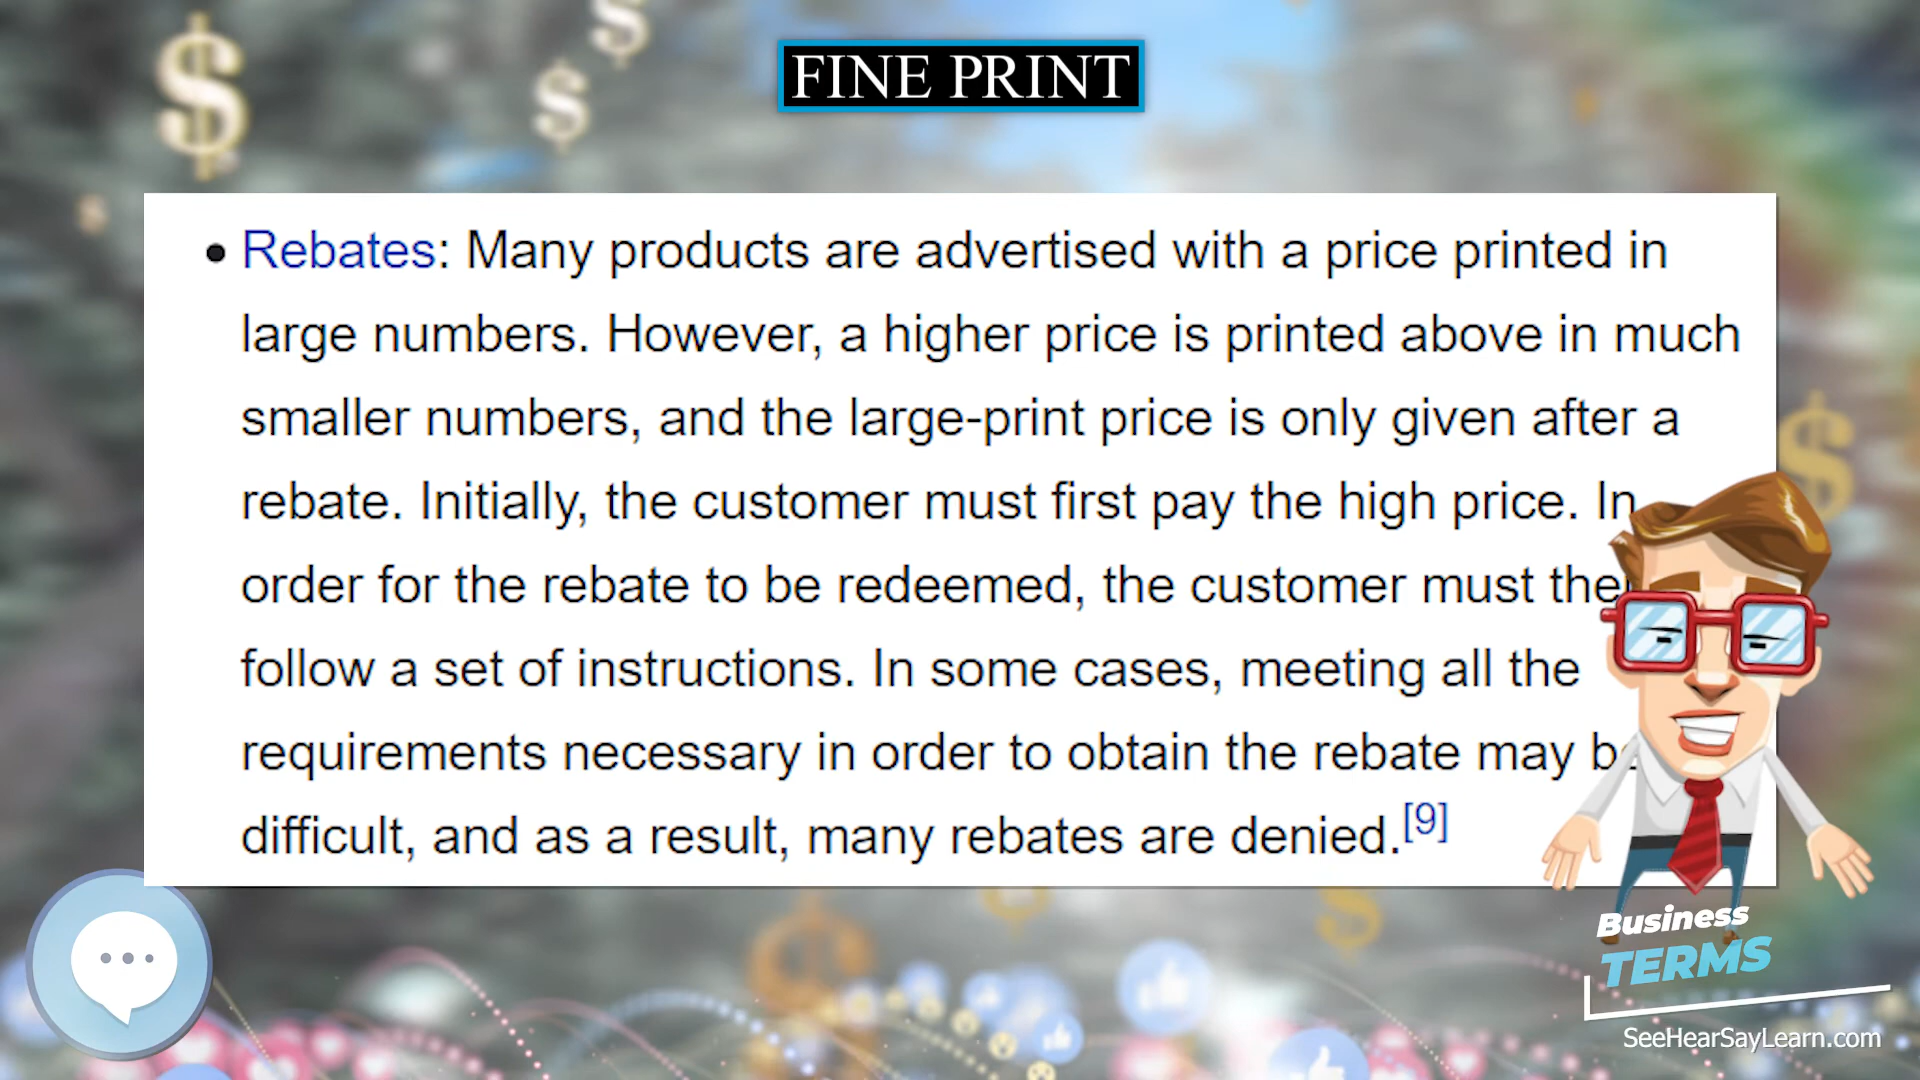 FINE PRINT
• Rebates: Many products are advertised with a price printed in
large numbers. However, a higher price is printed above in much
smaller numbers, and the large-print price is only given after a
rebate. Initially, the customer must first pay the high price. In
order for the rebate to be redeemed, the customer must then
follow a set of instructions. In some cases, meeting all the
requirements necessary in order to obtain the rebate may be
difficult, and as a result, many rebates are denied.[9]
Business
TERMS
SeeHearSayLearn.com